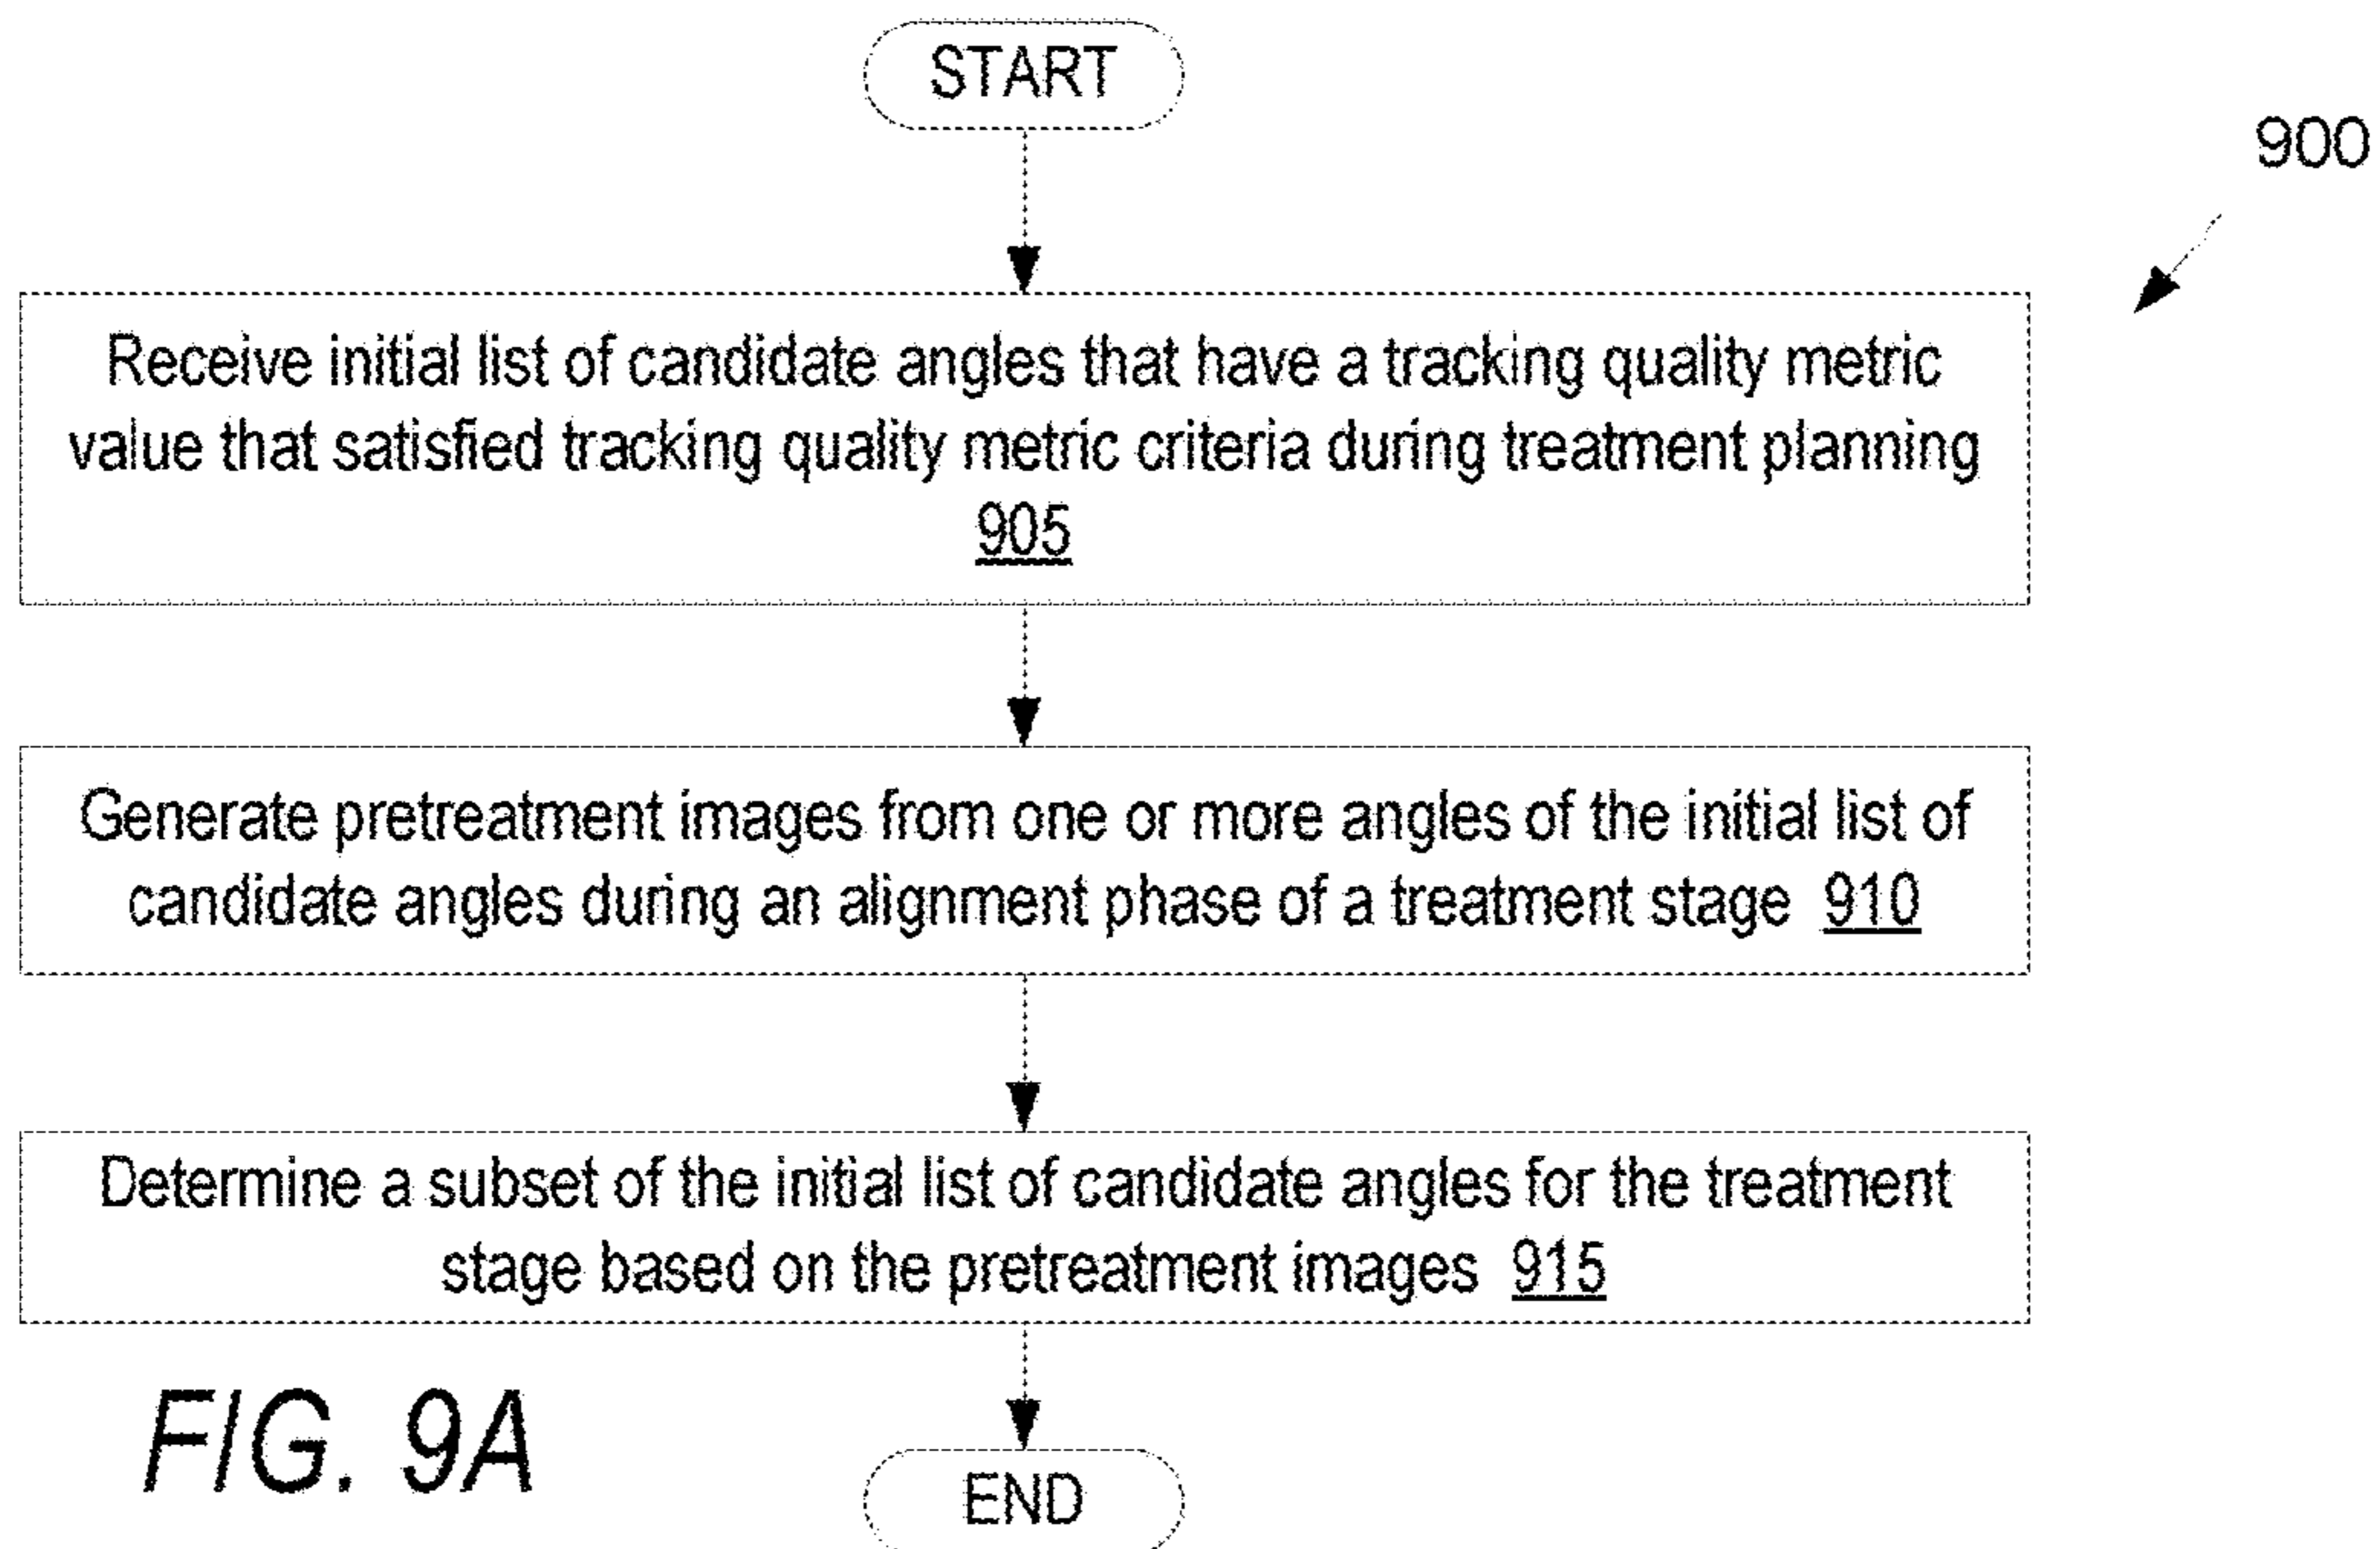 START
900
Receive initial list of candidate angles that have a tracking quality metric
value that satisfied tracking quality metric criteria during treatment planning
905
Generate pretreatment images from one or more angles of the initial list of
candidate angles during an alignment phase of a treatment stage 910
Determine a subset of the initial list of candidate angles for the treatment
stage based on the pretreatment images 915
FIG. 9A
END